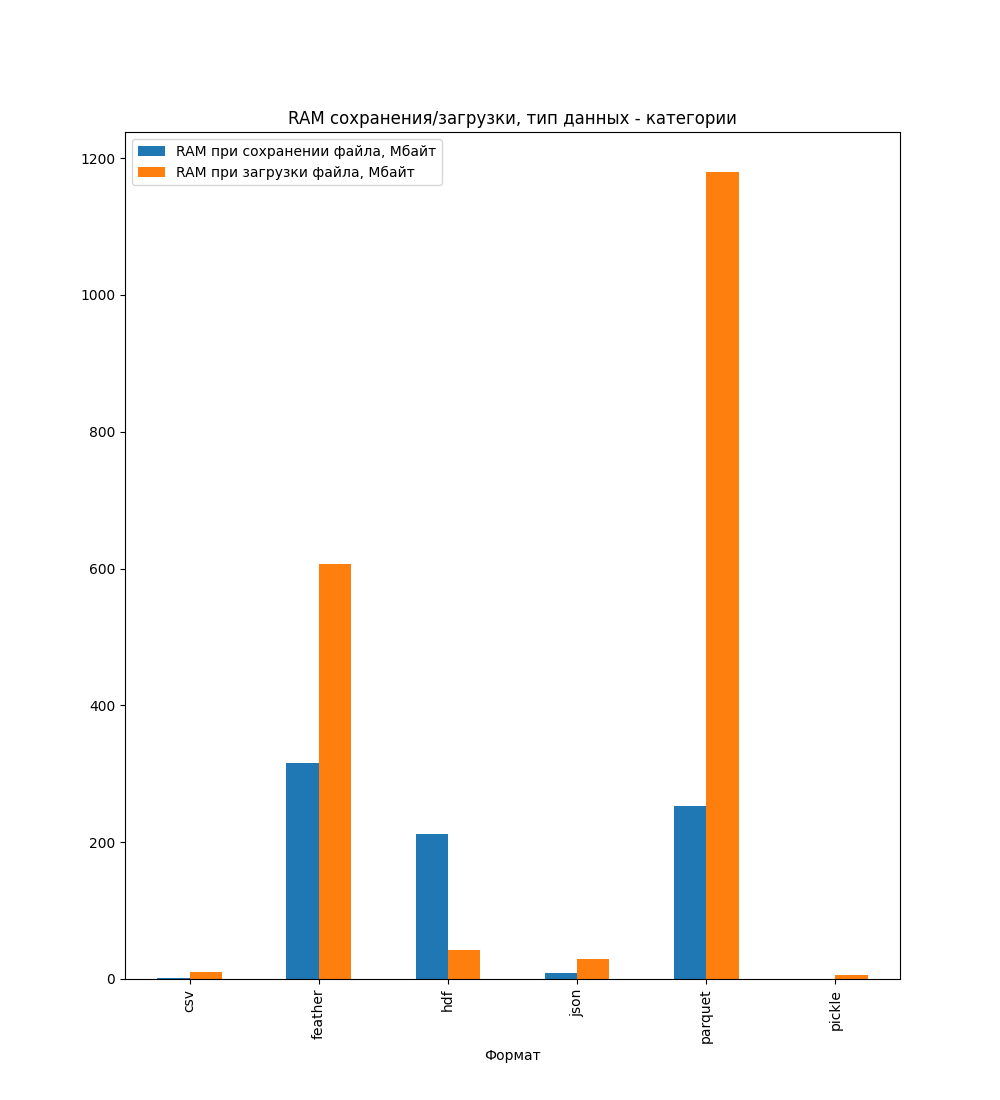 RAM сохранения/загрузки, тип данных - категории
RAM при сохранении файла, Мбайт
RAM при загрузки файла, Мбайт
1200
1000
800
600
400
200
0
csv
feather
hdf
json
parquet
pickle
Формат